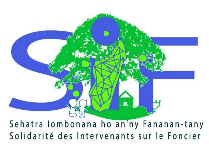 SIF
Sehatra Iombonana ho an'ny Fananan-tany
Solidarité des Intervenants sur le Foncier